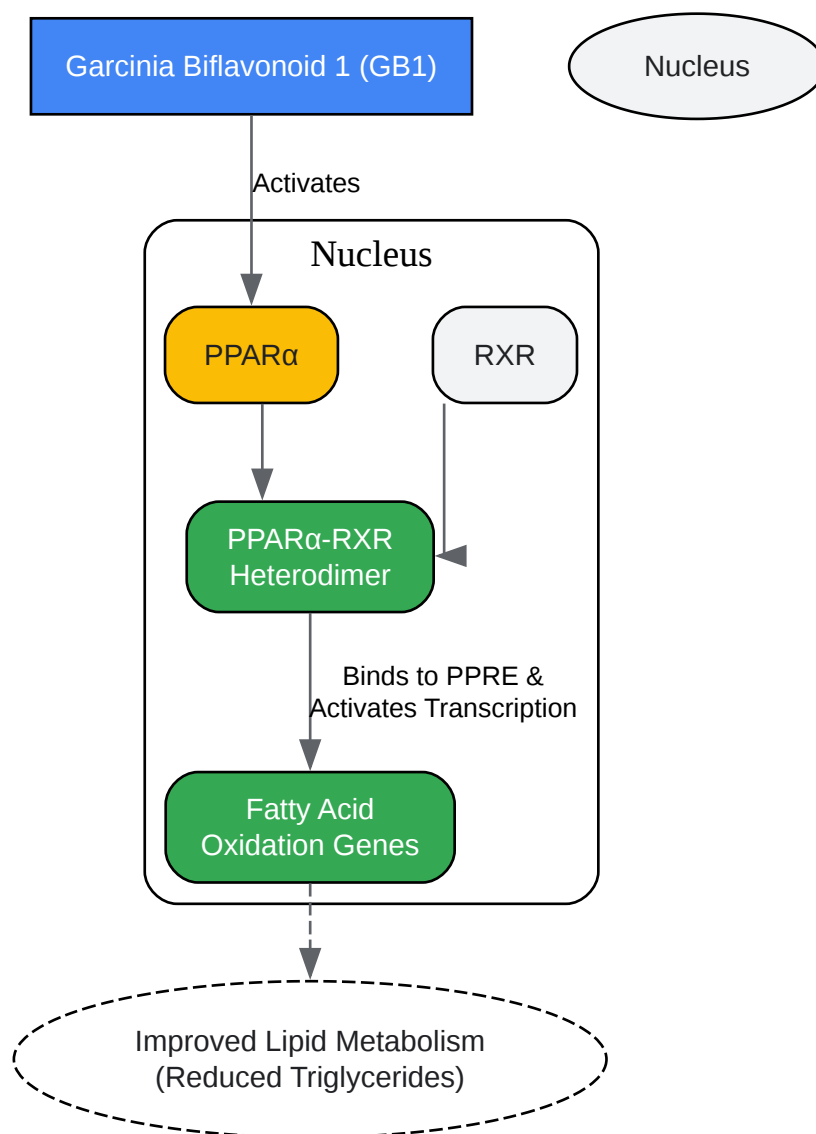 Garcinia Biflavonoid 1 (GB1)
Nucleus
Activates
Nucleus
PPARα
RXR
PPARα-RXR
Heterodimer
Binds to PPRE &
Activates Transcription
Fatty Acid
Oxidation Genes
Improved Lipid Metabolism
(Reduced Triglycerides)